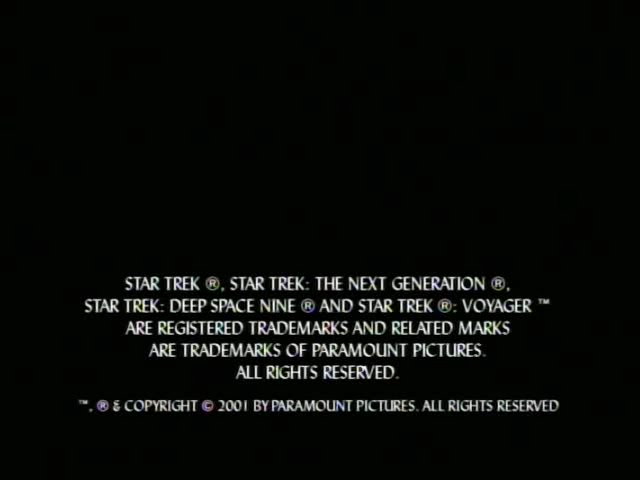 STAR TREK ®, STAR TREK: THE NEXT GENERATION ®,
STAR TREK: DEEP SPACE NINE ® AND STAR TREK ®: VOYAGER ™
ARE REGISTERED TRADEMARKS AND RELATED MARKS
ARE TRADEMARKS OF PARAMOUNT PICTURES.
ALL RIGHTS RESERVED.
™, ® & COPYRIGHT © 2001 BY PARAMOUNT PICTURES. ALL RIGHTS RESERVED